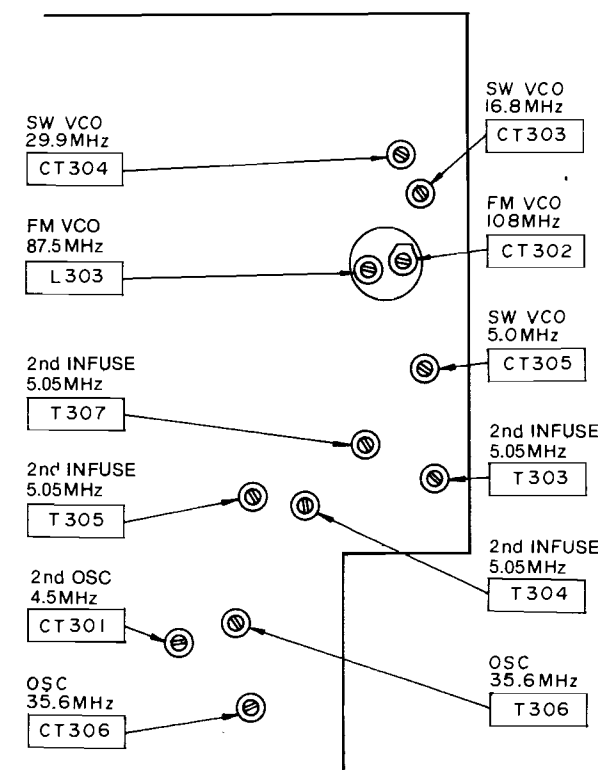 SW VCO
29.9MHz
CT304
FM VCO
87.5MHz
L303
2nd INFUSE
5.05MHz
T307
2nd INFUSE
5.05MHz
T305
2nd OSC
4.5MHz
CT301
OSC
35.6MHz
CT306
SW VCO
16.8MHz
CT303
FM VCO
108MHz
CT302
SW VCO
5.0MHz
CT305
2nd INFUSE
5.05MHz
T303
2nd INFUSE
5.05MHz
T304
OSC
35.6MHz
T306